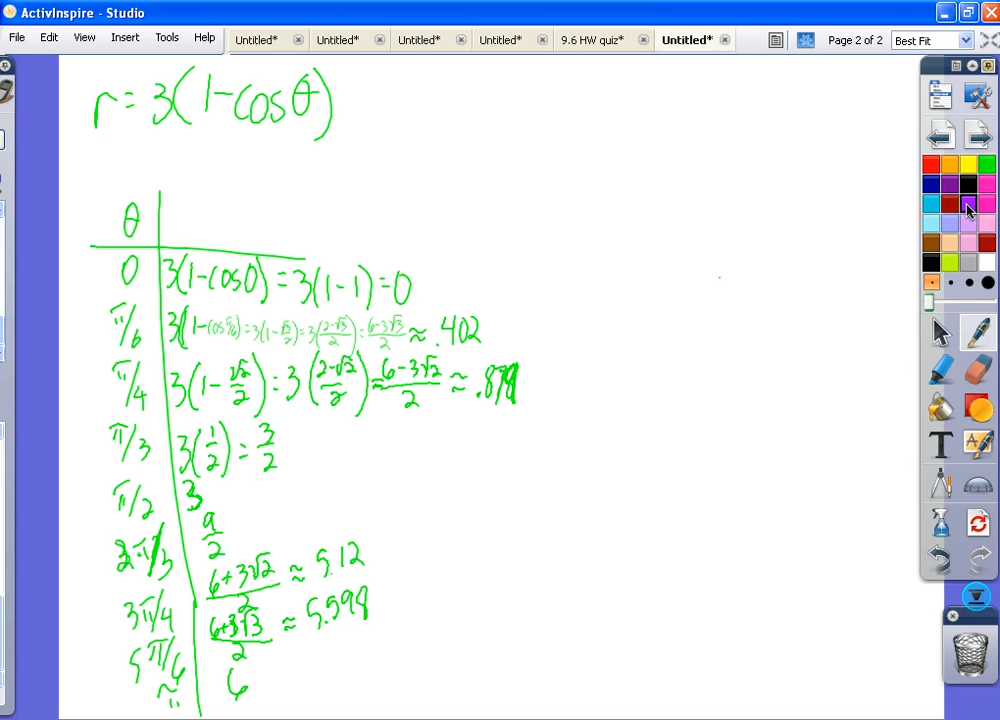 ActivInspire - Studio
File Edit View Insert Tools Help Untitled* Untitled* Untitled* Untitled* 9.6 HW quiz* Untitled* Page 2 of 2 Best Fit
r = 3(1-cosθ)
θ
0 3(1-cos0) = 3(1-1) = 0
π/6 3(1-cos π/6) = 3(1-√3/2) = 3(2-√3/2) = 6-3√3/2 ≈ .402
π/4 3(1-√2/2) = 3(2-√2/2) = 6-3√2/2 ≈ .878
π/3 3(1/2) = 3/2
π/2 3
2π/3 9/2
3π/4 6+3√2/2 ≈ 5.12
5π/6 6+3√3/2 ≈ 5.598
π 6
T